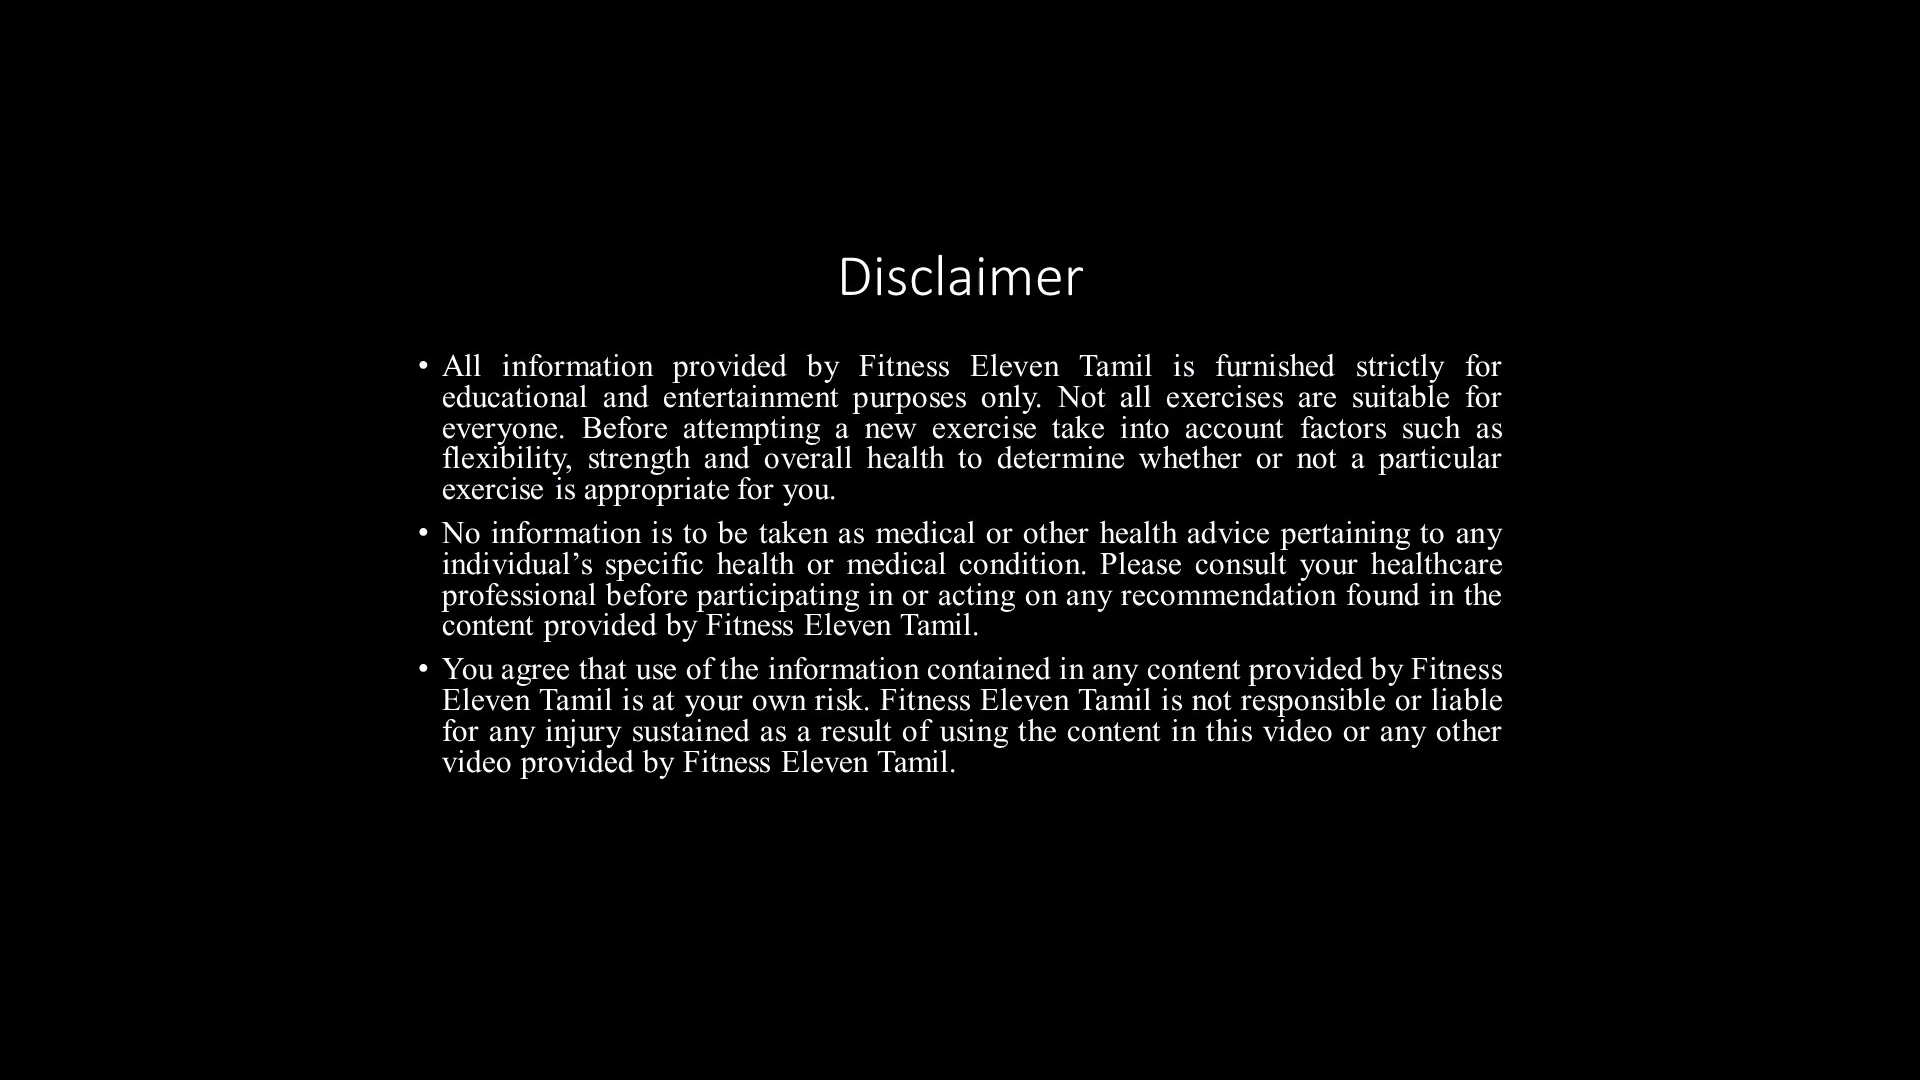 Disclaimer
• All information provided by Fitness Eleven Tamil is furnished strictly for
educational and entertainment purposes only. Not all exercises are suitable for
everyone. Before attempting a new exercise take into account factors such as
flexibility, strength and overall health to determine whether or not a particular
exercise is appropriate for you.
• No information is to be taken as medical or other health advice pertaining to any
individual’s specific health or medical condition. Please consult your healthcare
professional before participating in or acting on any recommendation found in the
content provided by Fitness Eleven Tamil.
• You agree that use of the information contained in any content provided by Fitness
Eleven Tamil is at your own risk. Fitness Eleven Tamil is not responsible or liable
for any injury sustained as a result of using the content in this video or any other
video provided by Fitness Eleven Tamil.